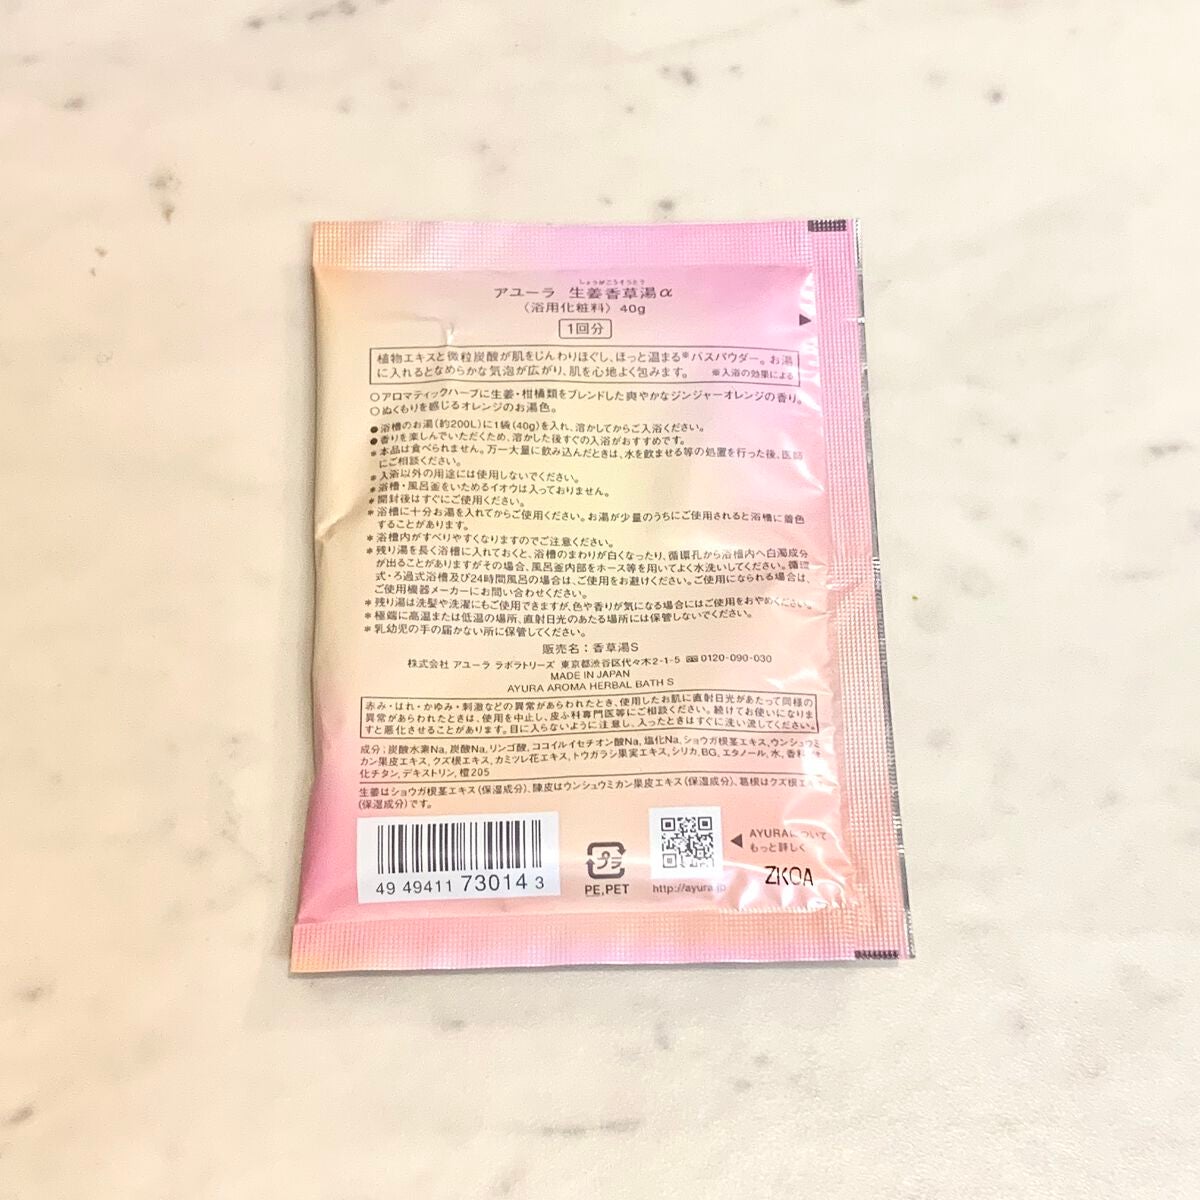 しょうがこうそうとう
アユーラ 生姜香草湯α
〈浴用化粧料〉 40g
1回分
植物エキスと微粒炭酸が肌をじんわりほぐし、ほっと温まる※バスパウダー。お湯
に入れるとなめらかな気泡が広がり、肌を心地よく包みます。 ※入浴の効果による
○アロマティックハーブに生姜・柑橘類をブレンドした爽やかなジンジャーオレンジの香り。
○ぬくもりを感じるオレンジのお湯色。
●浴槽のお湯(約200L)に1袋(40g)を入れ、溶かしてからご入浴ください。
●香りを楽しんでいただくため、溶かした後すぐの入浴がおすすめです。
＊本品は食べられません。万一大量に飲み込んだときは、水を飲ませる等の処置を行った後、医師
にご相談ください。
＊入浴以外の用途には使用しないでください。
＊浴槽・風呂釜をいためるイオウは入っておりません。
＊開封後はすぐにご使用ください。
＊浴槽に十分お湯を入れてからご使用ください。お湯が少量のうちにご使用されると浴槽に着色
することがあります。
＊浴槽内がすべりやすくなりますのでご注意ください。
＊残り湯を長く浴槽に入れておくと、浴槽のまわりが白くなったり、循環孔から浴槽内へ白濁成分
が出ることがありますがその場合、風呂釜内部をホース等を用いてよく水洗いしてください。循環
式・ろ過式浴槽及び24時間風呂の場合は、ご使用をお避けください。ご使用になられる場合は、
ご使用機器メーカーにお問い合わせください。
＊残り湯は洗髪や洗濯にもご使用できますが、色や香りが気になる場合にはご使用をおやめください。
＊極端に高温または低温の場所、直射日光のあたる場所には保管しないでください。
＊乳幼児の手の届かない所に保管してください。
販売名：香草湯S
株式会社 アユーラ ラボラトリーズ 東京都渋谷区代々木2-1-5 0120-090-030
MADE IN JAPAN
AYURA AROMA HERBAL BATH S
赤み・はれ・かゆみ・刺激などの異常があらわれたとき、使用したお肌に直射日光があたって同様の
異常があらわれたときは、使用を中止し、皮ふ科専門医等にご相談ください。続けてお使いになりま
すと悪化させることがあります。目に入らないように注意し、入ったときはすぐに洗い流してください。
成分：炭酸水素Na, 炭酸Na, リンゴ酸, ココイルイセチオン酸Na, 塩化Na, ショウガ根茎エキス, ウンシュウミ
カン果皮エキス, クズ根エキス, カミツレ花エキス, トウガラシ果実エキス, シリカ, BG, エタノール, 水, 香料,
化チタン, デキストリン, 橙205
生姜はショウガ根茎エキス(保湿成分)、陳皮はウンシュウミカン果皮エキス(保湿成分)、葛根はクズ根エキス
(保湿成分)です。
4949411 73014 3
プラ
PE,PET
http://ayura.jp
◀ AYURAについて
もっと詳しく
ZKCA